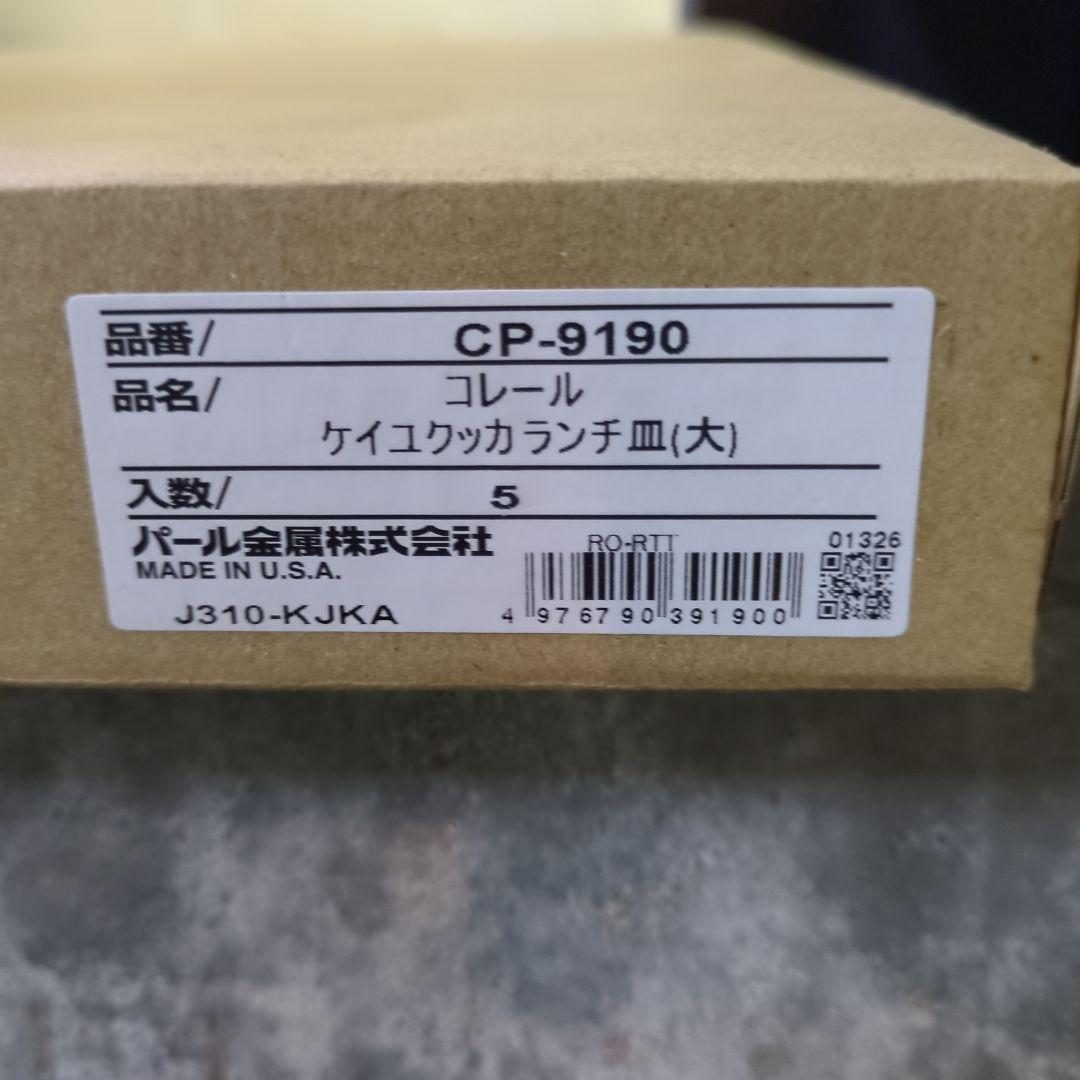 品番/ CP-9190
品名/ コレール
ケイユクッカランチ皿(大)
入数/ 5
パール金属株式会社
MADE IN U.S.A.
J310-KJKA
RO-RTT
01326
4 976790 391900